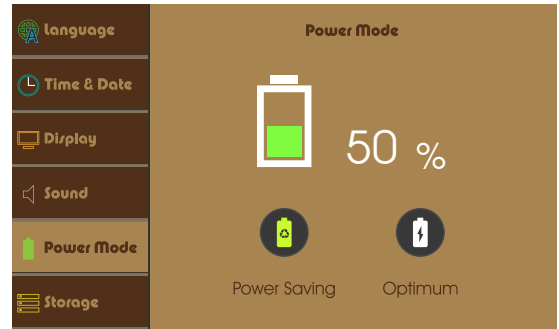 Language
Time & Date
Display
Sound
Power Mode
Storage
Power Mode
50 %
Power Saving
Optimum